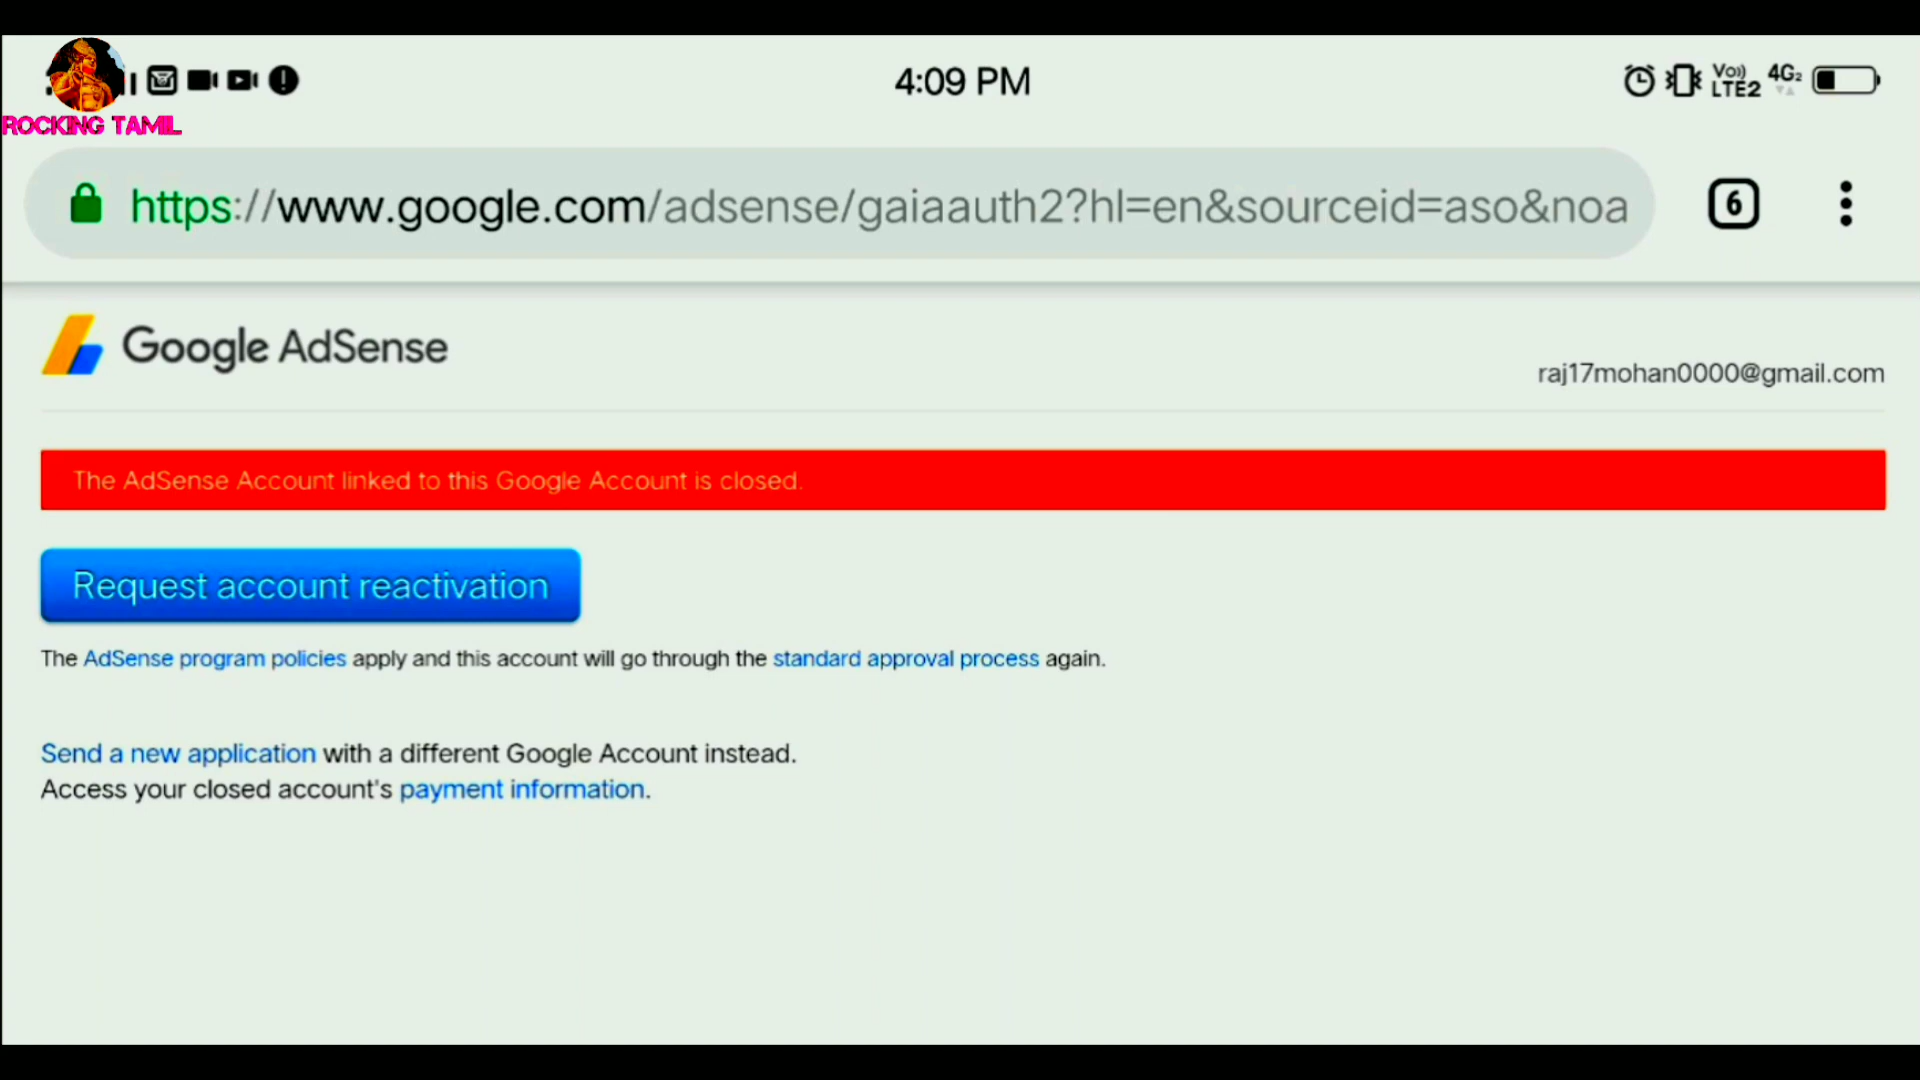 4:09 PM
Vo)) LTE2 4G2
ROCKING TAMIL
https://www.google.com/adsense/gaiaauth2?hl=en&sourceid=aso&noa
6
Google AdSense
raj17mohan0000@gmail.com
The AdSense Account linked to this Google Account is closed.
Request account reactivation
The AdSense program policies apply and this account will go through the standard approval process again.
Send a new application with a different Google Account instead.
Access your closed account's payment information.